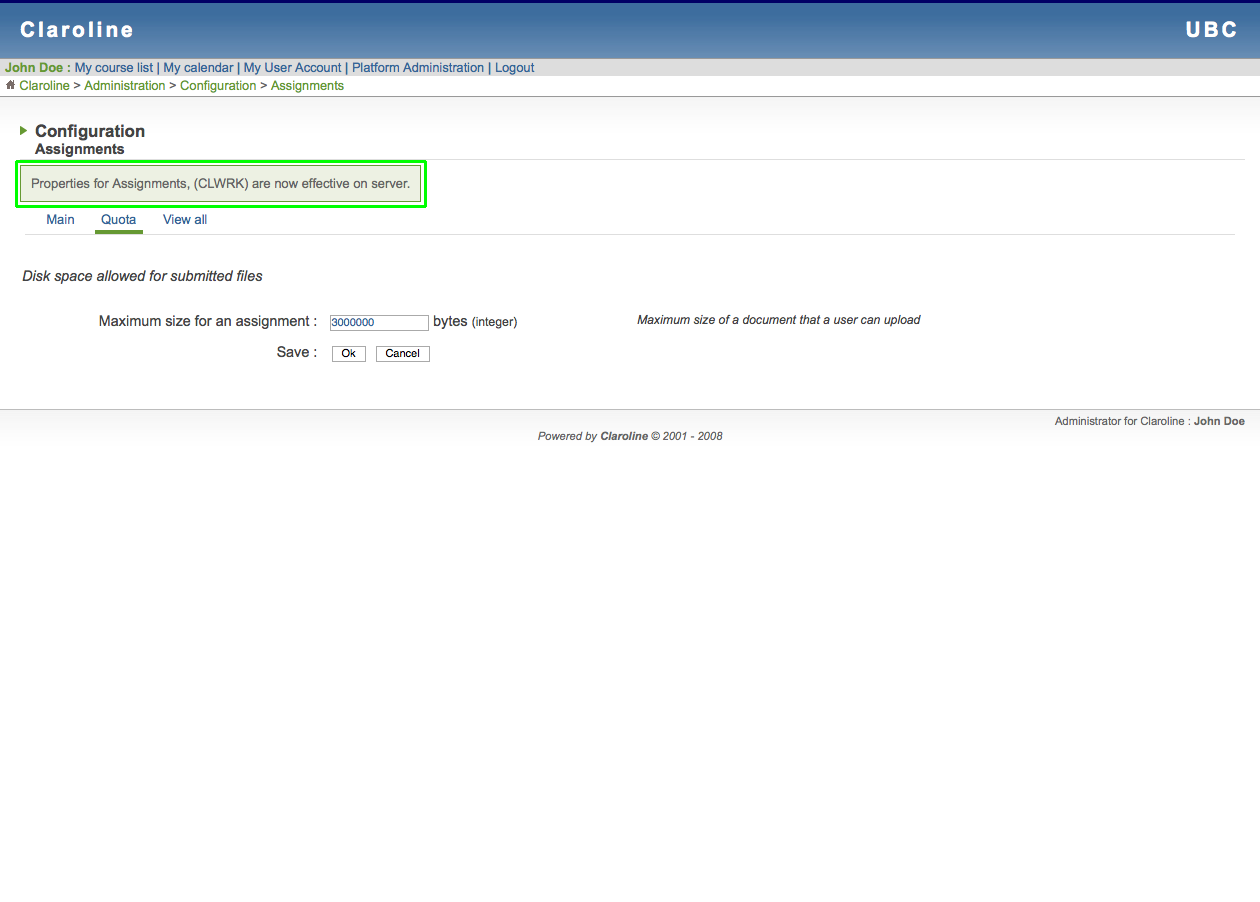 Claroline UBC
John Doe : My course list | My calendar | My User Account | Platform Administration | Logout
Claroline > Administration > Configuration > Assignments
Configuration
Assignments
Properties for Assignments, (CLWRK) are now effective on server.
Main Quota View all
Disk space allowed for submitted files
Maximum size for an assignment : 3000000 bytes (integer) Maximum size of a document that a user can upload
Save : Ok Cancel
Administrator for Claroline : John Doe
Powered by Claroline © 2001 - 2008